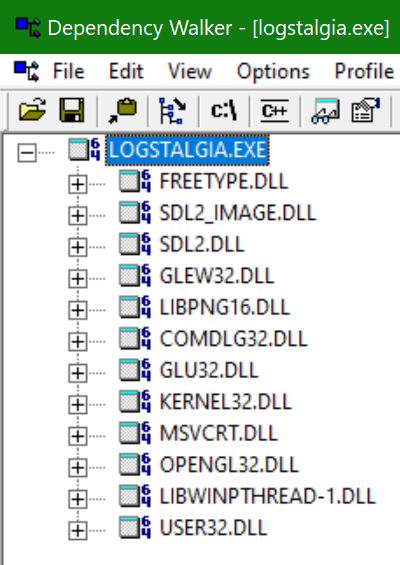 Dependency Walker - [logstalgia.exe]
File Edit View Options Profile
c:\ C++
LOGSTALGIA.EXE
FREETYPE.DLL
SDL2_IMAGE.DLL
SDL2.DLL
GLEW32.DLL
LIBPNG16.DLL
COMDLG32.DLL
GLU32.DLL
KERNEL32.DLL
MSVCRT.DLL
OPENGL32.DLL
LIBWINPTHREAD-1.DLL
USER32.DLL